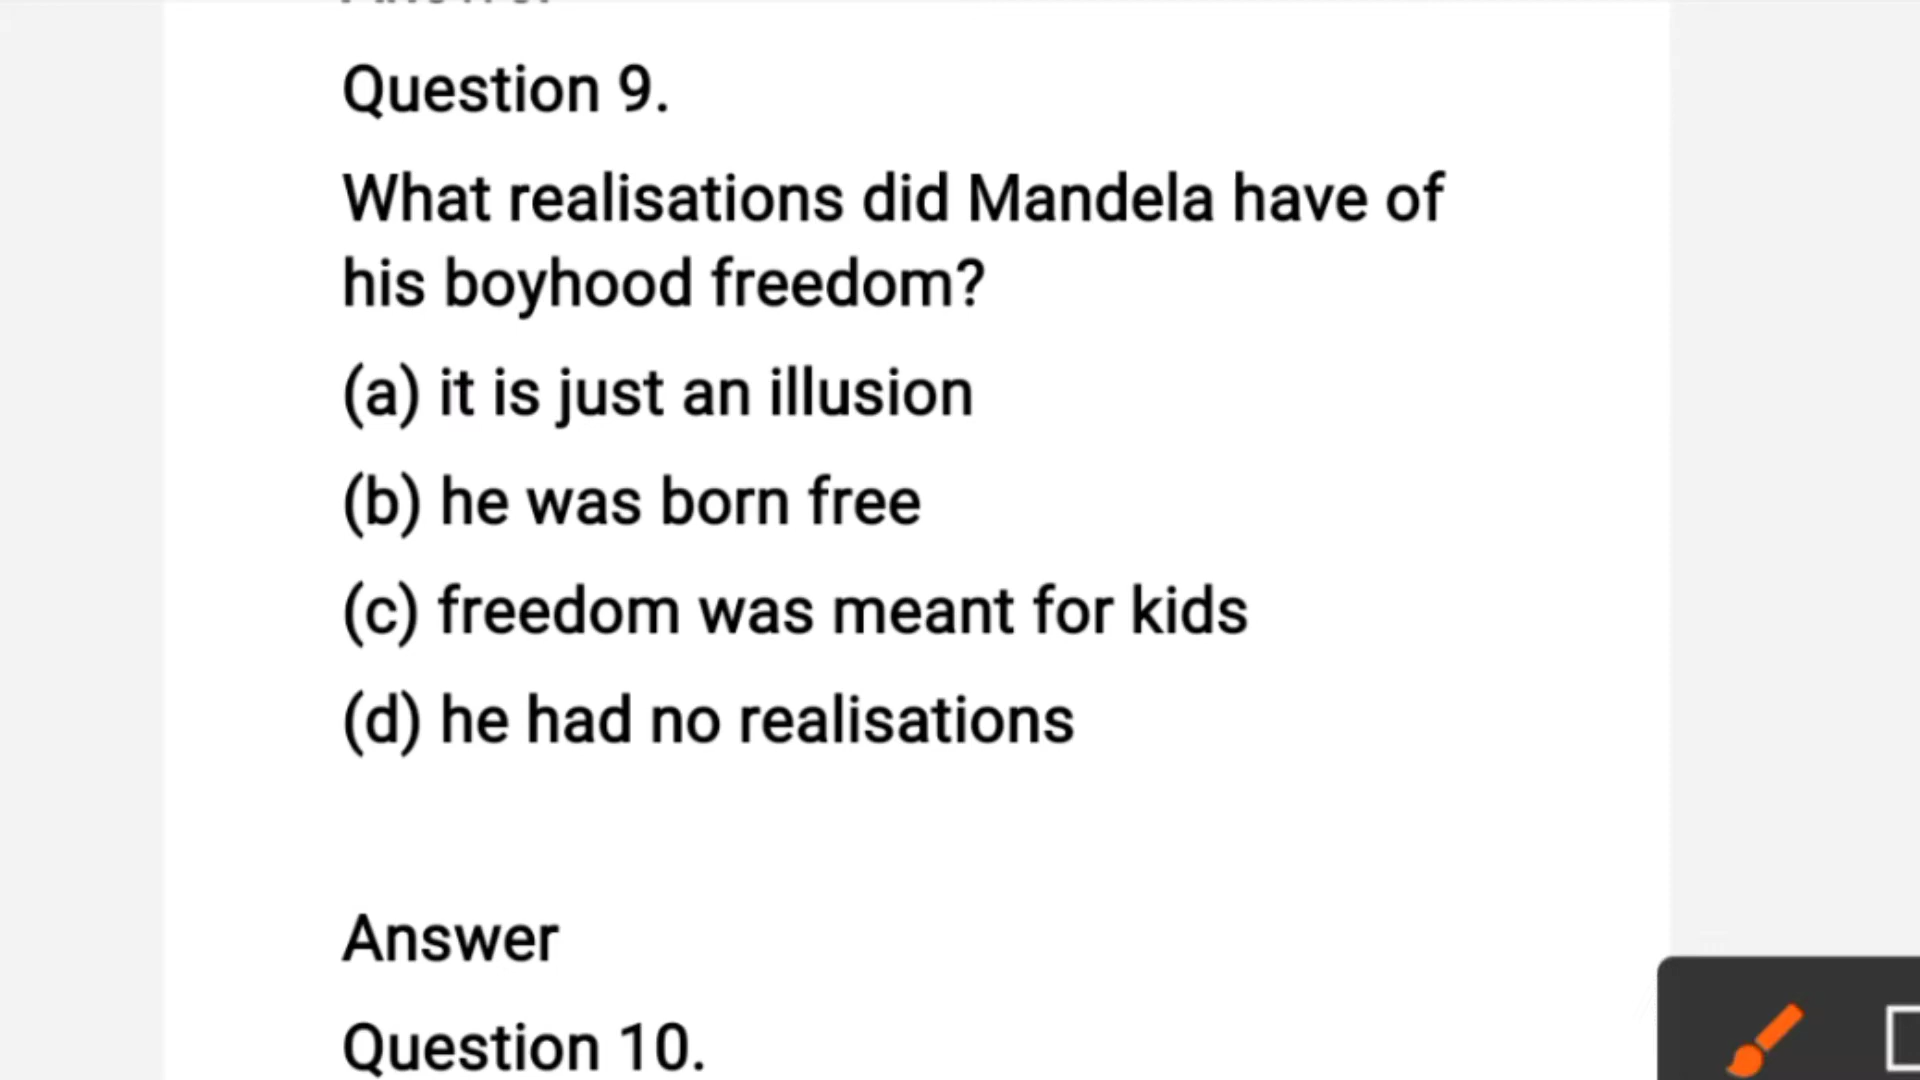 Question 9.
What realisations did Mandela have of
his boyhood freedom?
(a) it is just an illusion
(b) he was born free
(c) freedom was meant for kids
(d) he had no realisations
Answer
Question 10.